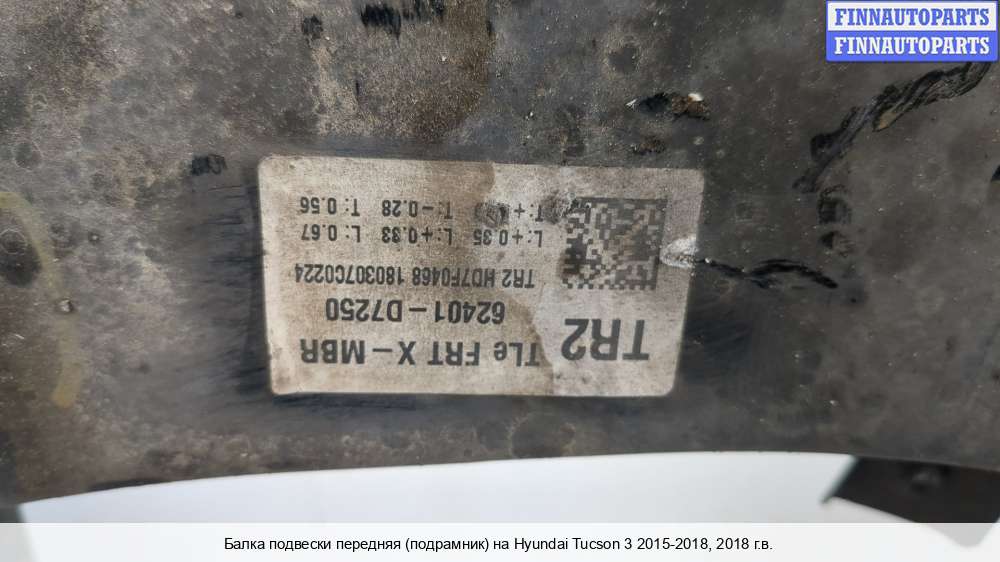 FINNAUTOPARTS
FINNAUTOPARTS
TR2
TLe FRT X-MBR
62401-D7250
TR2 HD7F0468 180307C0224
L:+0.35 L:+0.33 L:0.67
T:-0.28 T:0.56
Балка подвески передняя (подрамник) на Hyundai Tucson 3 2015-2018, 2018 г.в.